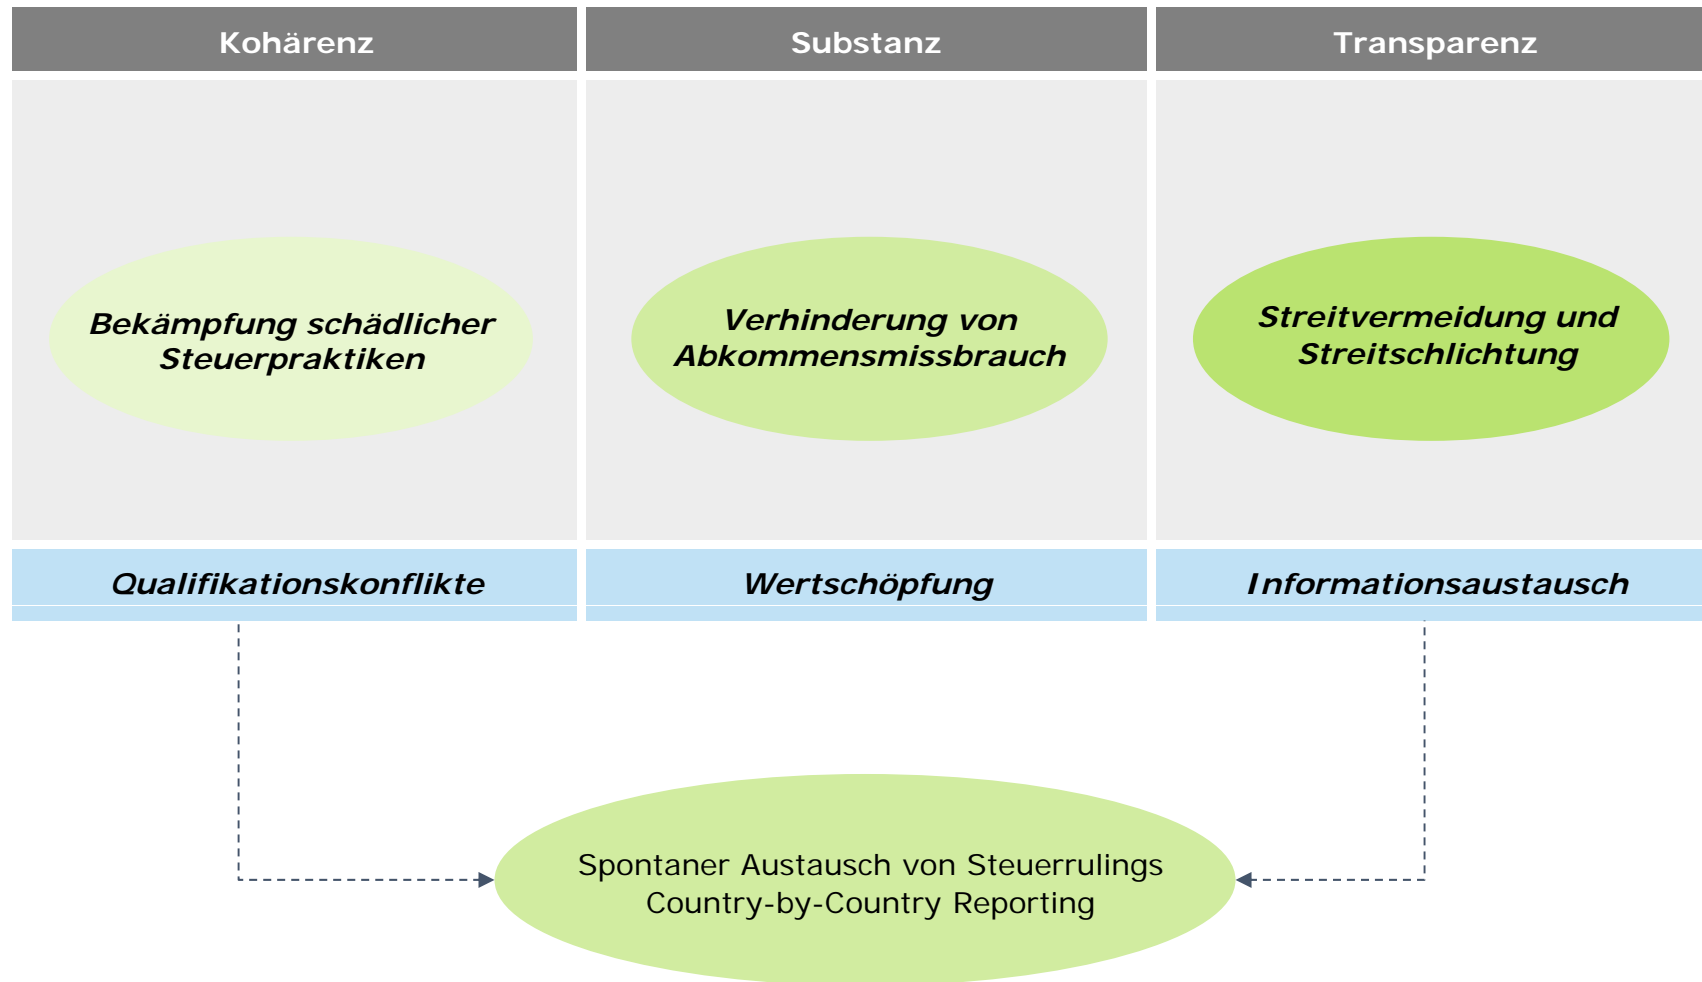 Kohärenz
Substanz
Transparenz
Bekämpfung schädlicher
Steuerpraktiken
Verhinderung von
Abkommensmissbrauch
Streitvermeidung und
Streitschlichtung
Qualifikationskonflikte
Wertschöpfung
Informationsaustausch
Spontaner Austausch von Steuerrulings
Country-by-Country Reporting